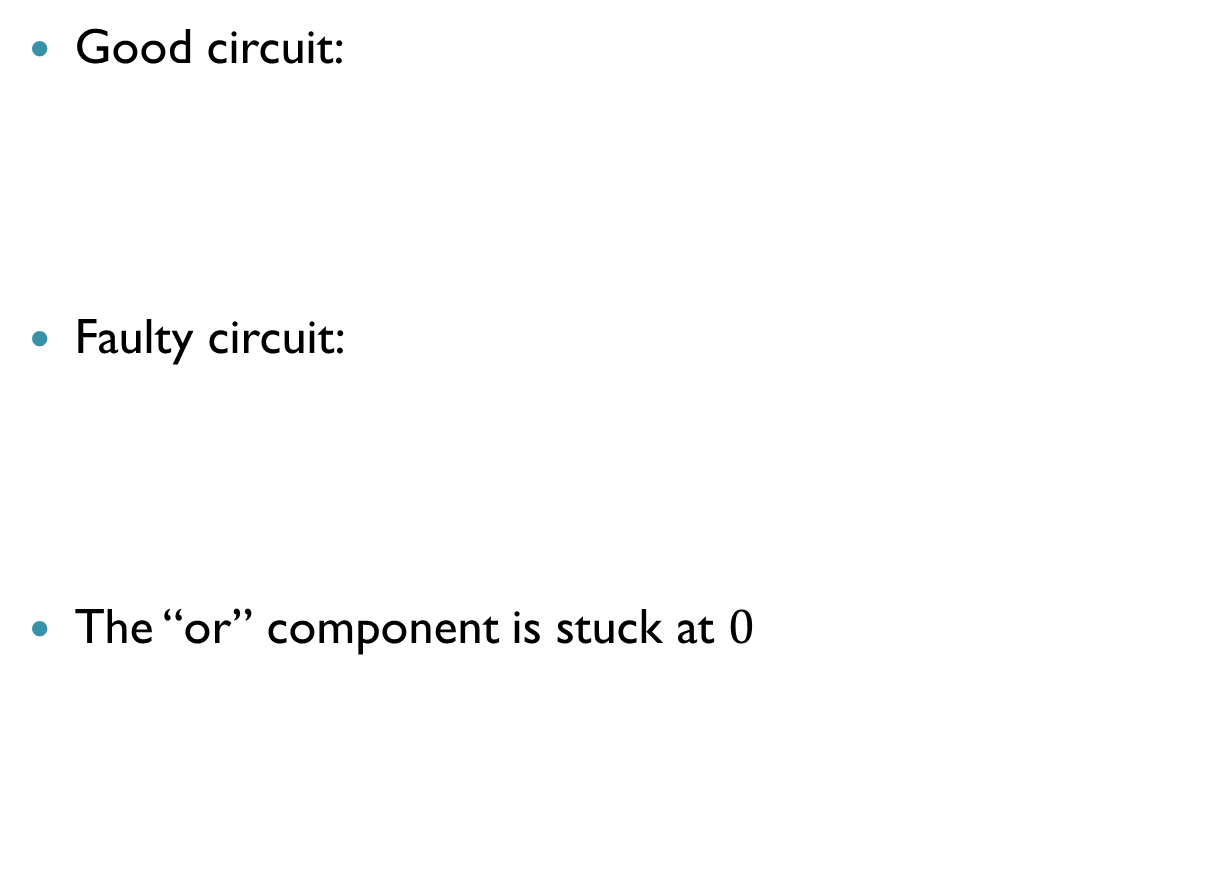 • Good circuit:
• Faulty circuit:
• The “or” component is stuck at 0